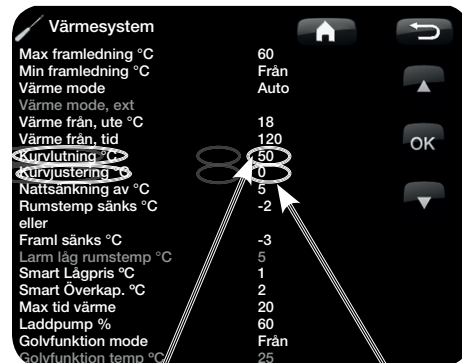 Värmesystem
Max framledning °C 60
Min framledning °C Från
Värme mode Auto
Värme mode, ext
Värme från, ute °C 18
Värme från, tid 120
OK
Kurvlutning °C 50
Kurvjustering °C 0
Nattsänkning av °C 5
Rumstemp sänks °C -2
eller
Framl sänks °C -3
Larm låg rumstemp °C 5
Smart Lågpris ºC 1
Smart Överkap. ºC 2
Max tid värme 20
Laddpump % 60
Golvfunktion mode Från
Golvfunktion temp ºC 25